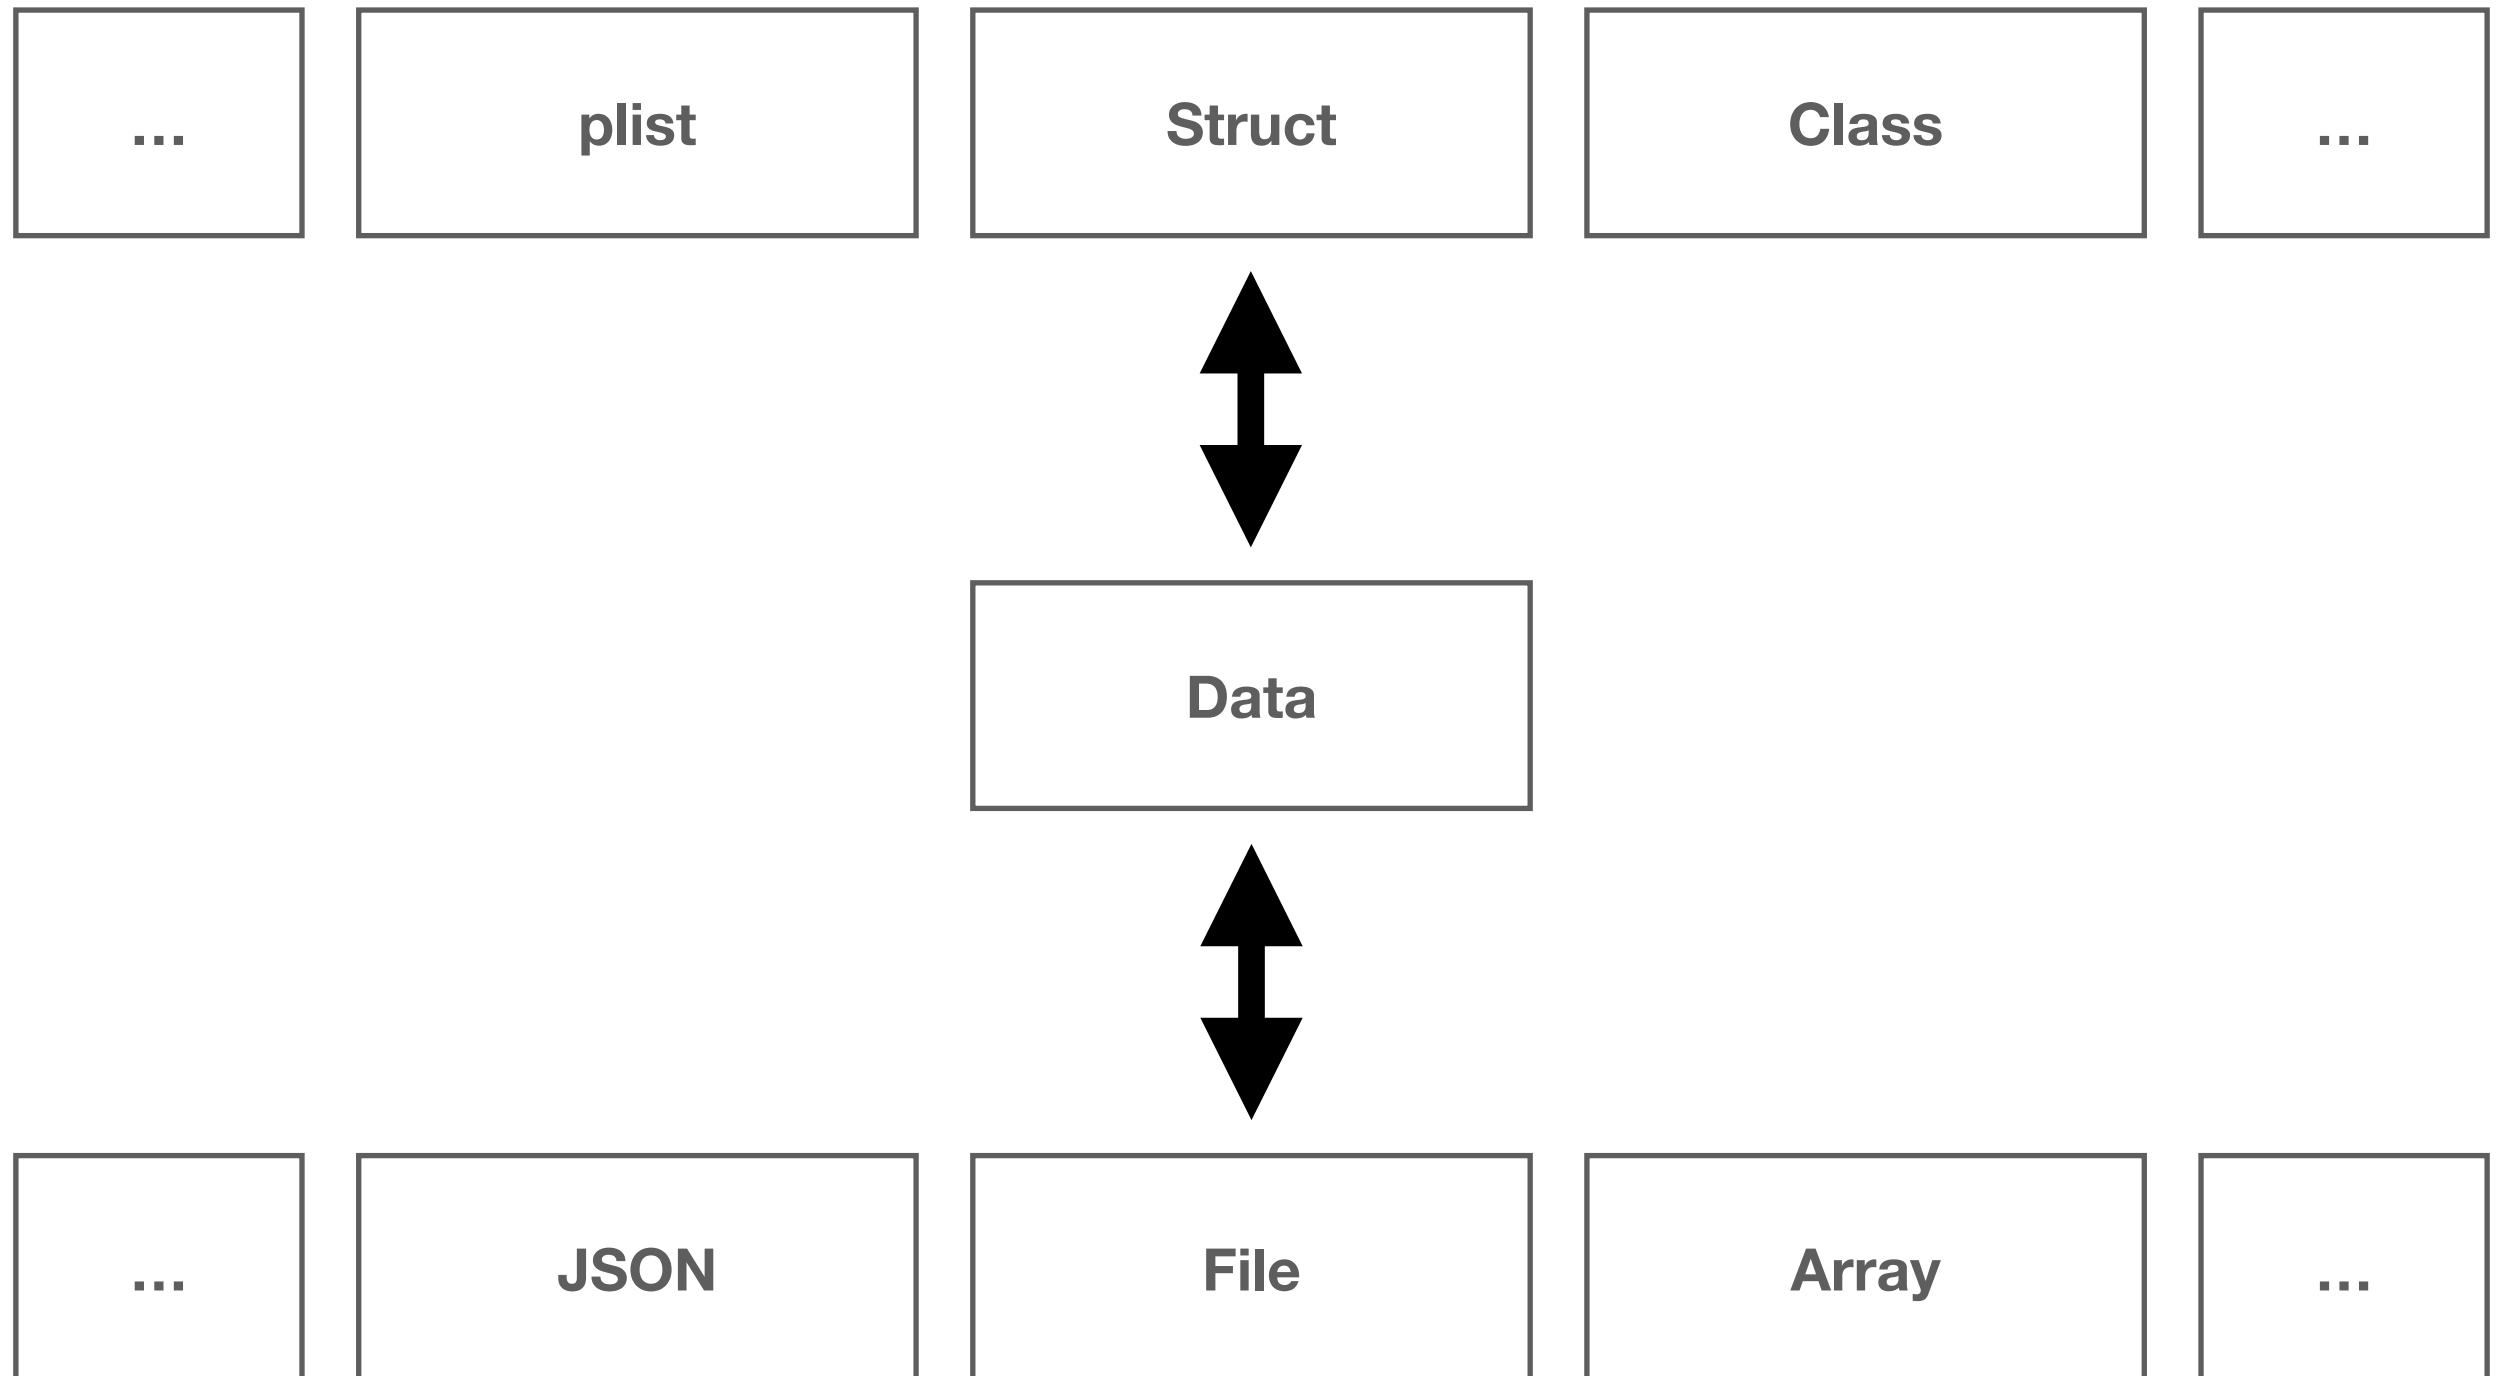 ... plist Struct Class ...
Data
... JSON File Array ...